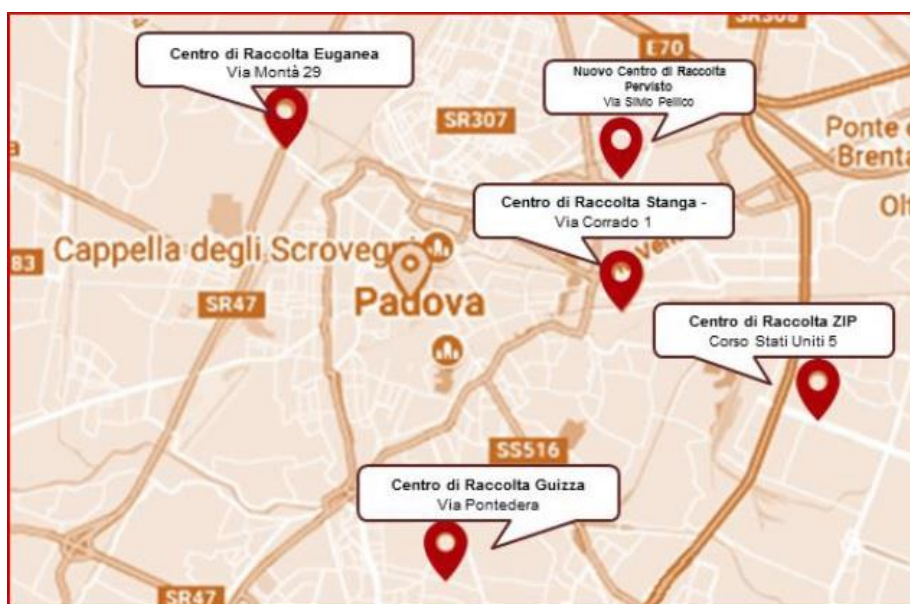 SR308
Centro di Raccolta Euganea
Via Montà 29
E70
Nuovo Centro di Raccolta
Pervisto
Via Silvio Pellico
SR307
Ponte
Brenta
Centro di Raccolta Stanga -
Via Corrado 1
Cappella degli Scrovegni
83
SR47
Padova
Centro di Raccolta ZIP
Corso Stati Uniti 5
SS516
Centro di Raccolta Guizza
Via Pontedera
SR47